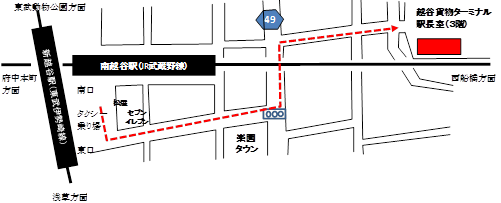 東武動物公園方面
49
越谷貨物ターミナル
駅長室（3階）
新越谷駅（東武伊勢崎線）
南越谷駅（JR武蔵野線）
府中本町
方面
西船橋方面
南口
松屋
タクシー
乗り場
セブン
イレブン
東口
楽園
タウン
浅草方面